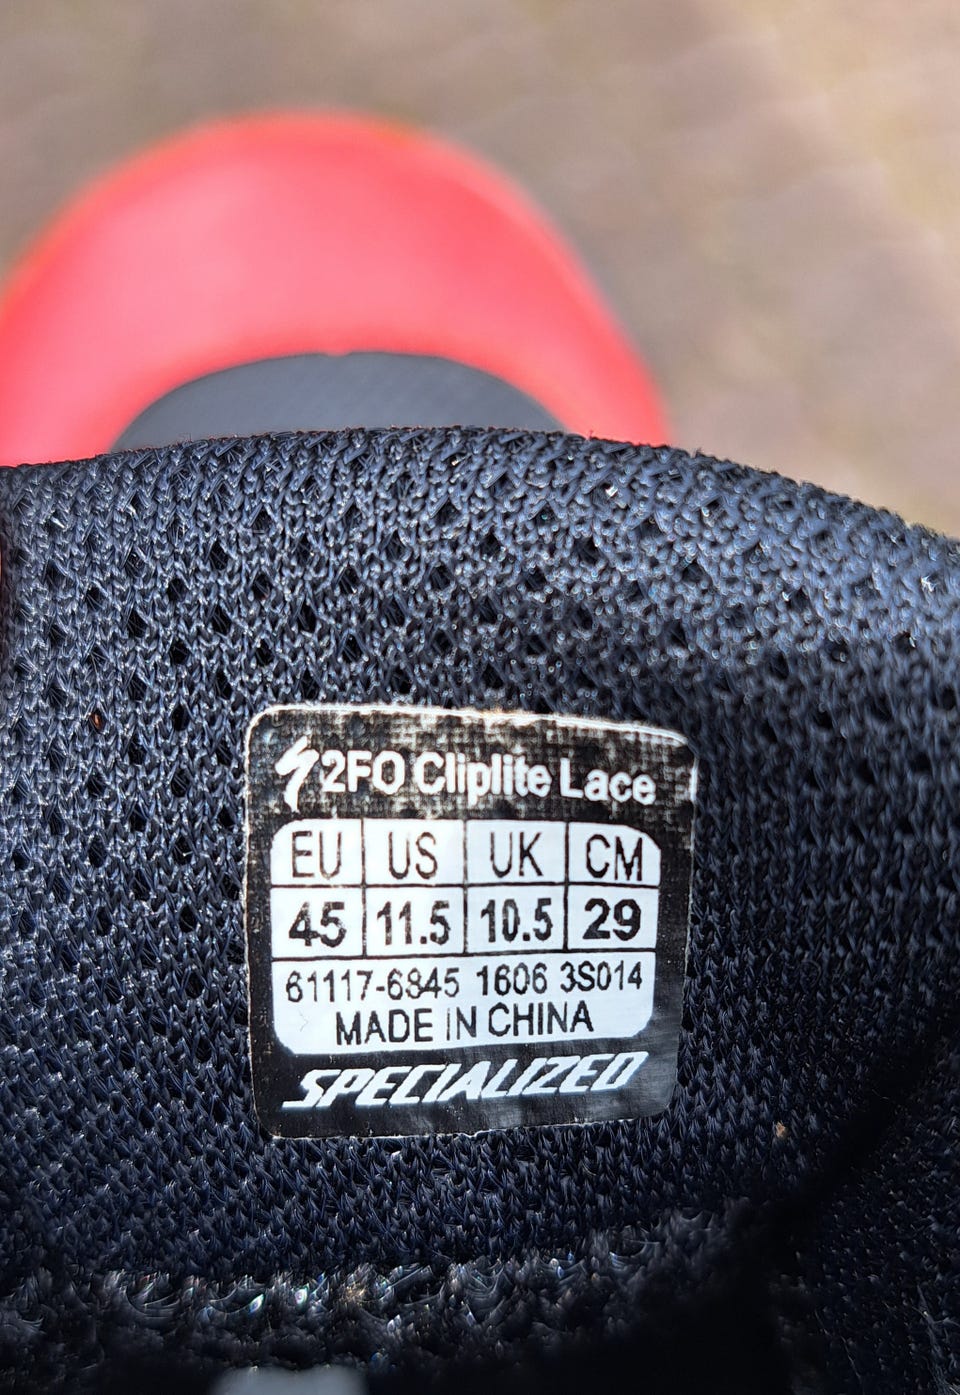 2FO Cliplite Lace
EU US UK CM
45 11.5 10.5 29
61117-6845 1606 3S014
MADE IN CHINA
SPECIALIZED